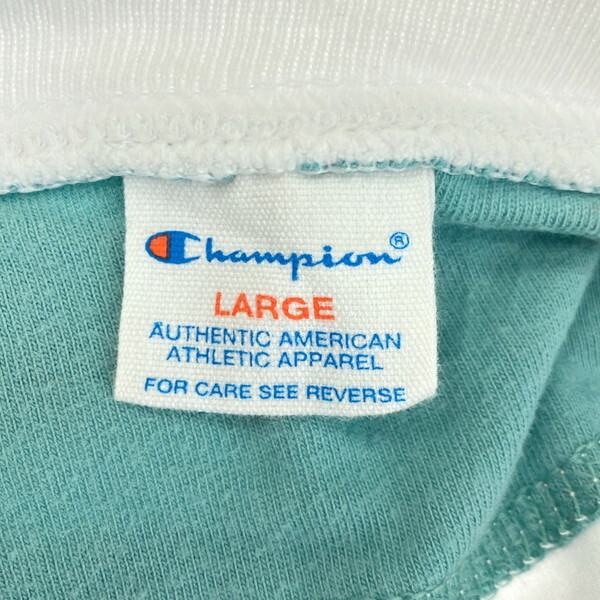 Champion®
LARGE
AUTHENTIC AMERICAN
ATHLETIC APPAREL
FOR CARE SEE REVERSE